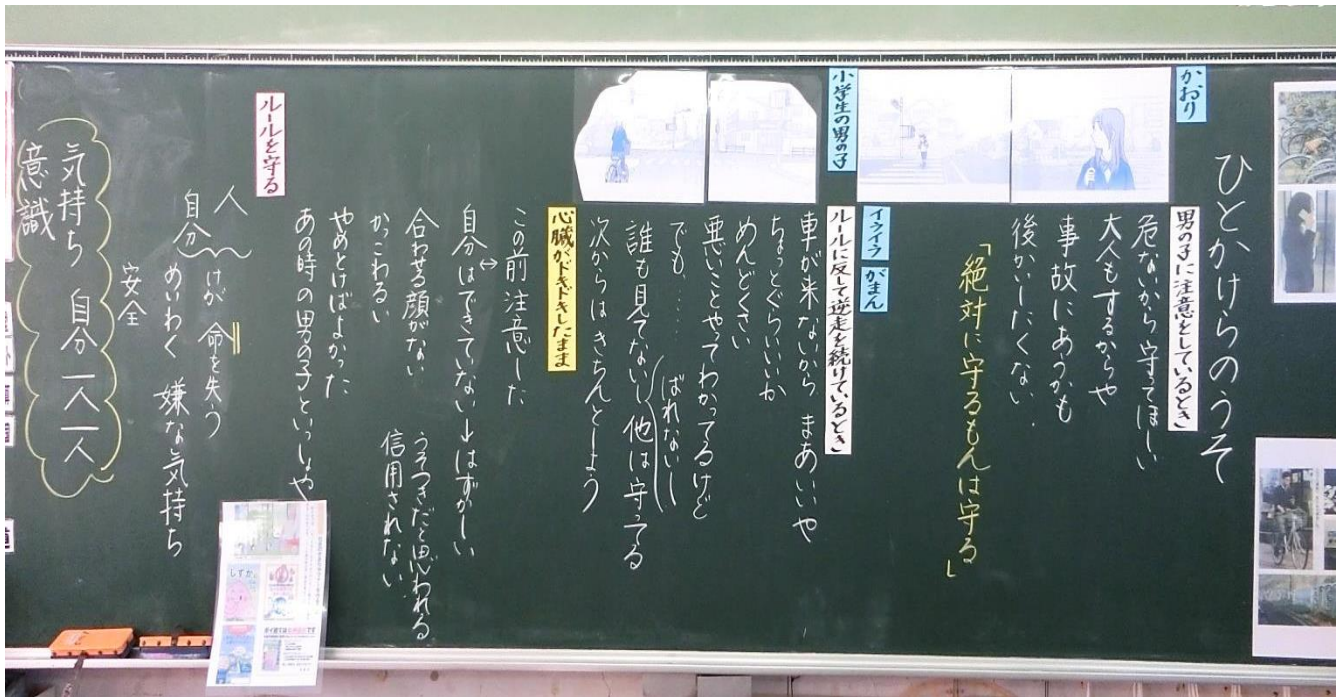 ひとかけらのうそ
かおり
男の子に注意をしているとき
危ないから守ってほしい
大人もするからや
事故にあうかも
後かいしたくない
「絶対に守るもんは守る」
小学生の男の子
イライラ
がまん
ルールに反して逆走を続けているとき
車が来ないから まあいいや
ちょっとぐらいいいか
めんどくさい
悪いことやってわかってるけど
でも……ばれないし
誰も見てないし他は守ってる
次からはきちんとしよう
心臓がドキドキしたまま
この前注意した
↔
自分はできていない→はずかしい
合わせる顔がない うそつきだと思われる
かっこわるい 信用されない
やめとけばよかった
あの時の男の子といっしょや
ルールを守る
人
自分
けが 命を失う
めいわく 嫌な気持ち
安全
気持ち 自分 一人一人
意識
しずか